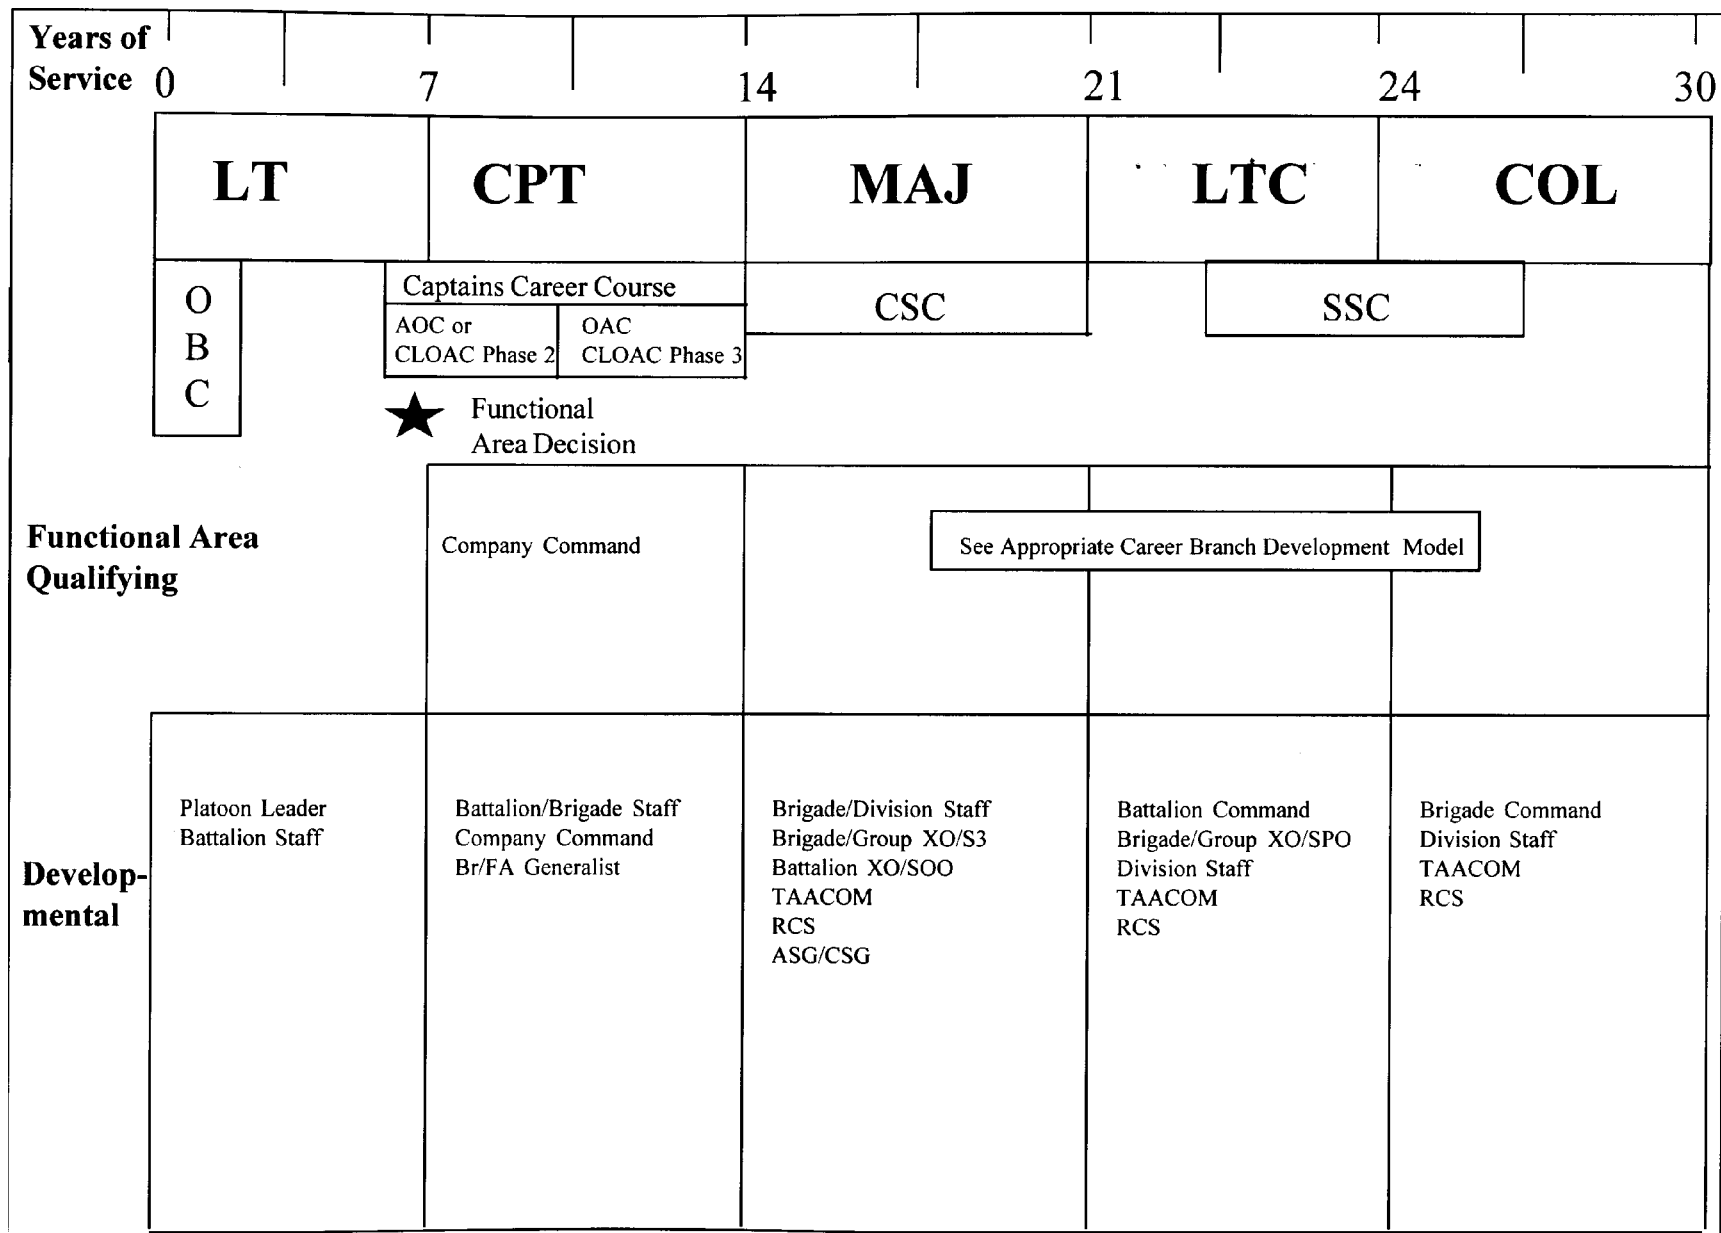 Years of
Service 0 7 14 21 24 30
LT CPT MAJ LTC COL
O
B
C
Captains Career Course
AOC or
CLOAC Phase 2
OAC
CLOAC Phase 3
CSC
SSC
Functional
Area Decision
Functional Area
Qualifying
Company Command
See Appropriate Career Branch Development Model
Develop-
mental
Platoon Leader
Battalion Staff
Battalion/Brigade Staff
Company Command
Br/FA Generalist
Brigade/Division Staff
Brigade/Group XO/S3
Battalion XO/SOO
TAACOM
RCS
ASG/CSG
Battalion Command
Brigade/Group XO/SPO
Division Staff
TAACOM
RCS
Brigade Command
Division Staff
TAACOM
RCS